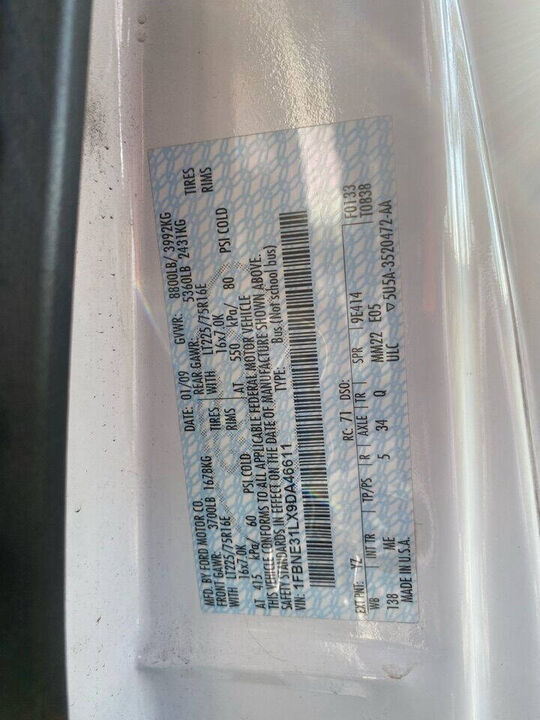 MFD. BY FORD MOTOR CO. DATE: 01/09 GVWR: 8800LB/ 3992KG
FRONT GAWR: 3700LB 1678KG REAR GAWR: 5360LB 2431KG
WITH LT225/75R16E TIRES WITH LT225/75R16E TIRES
16x7.0K RIMS 16x7.0K RIMS
AT 415 kPa/ 60 PSI COLD AT 550 kPa/ 80 PSI COLD
THIS VEHICLE CONFORMS TO ALL APPLICABLE FEDERAL MOTOR VEHICLE
SAFETY STANDARDS IN EFFECT ON THE DATE OF MANUFACTURE SHOWN ABOVE.
VIN: 1FBNE31LX9DA46611 TYPE: Bus (Not school bus)
EXT PNT: YZ RC: 71 DSO: F0133
WB INT TR TP/PS R AXLE TR SPR 9E414 T0838
138 ME 5 34 Q MM22 E05
MADE IN U.S.A. ULC ▽5U5A-3520472-AA